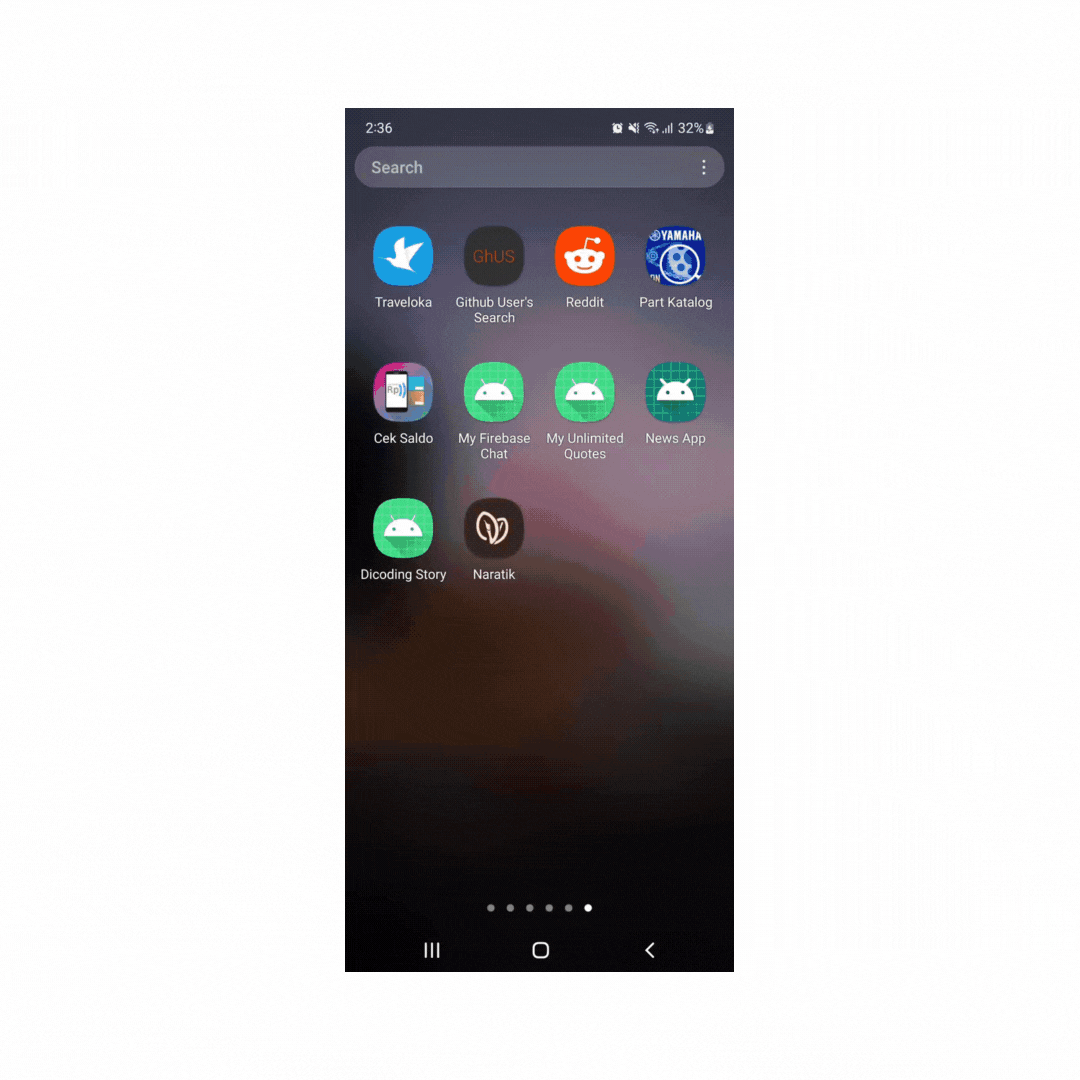 2:36
32%
Search
GhUS
YAMAHA
Traveloka
Github User's
Search
Reddit
Part Katalog
Rp
Cek Saldo
My Firebase
Chat
My Unlimited
Quotes
News App
Dicoding Story
Naratik